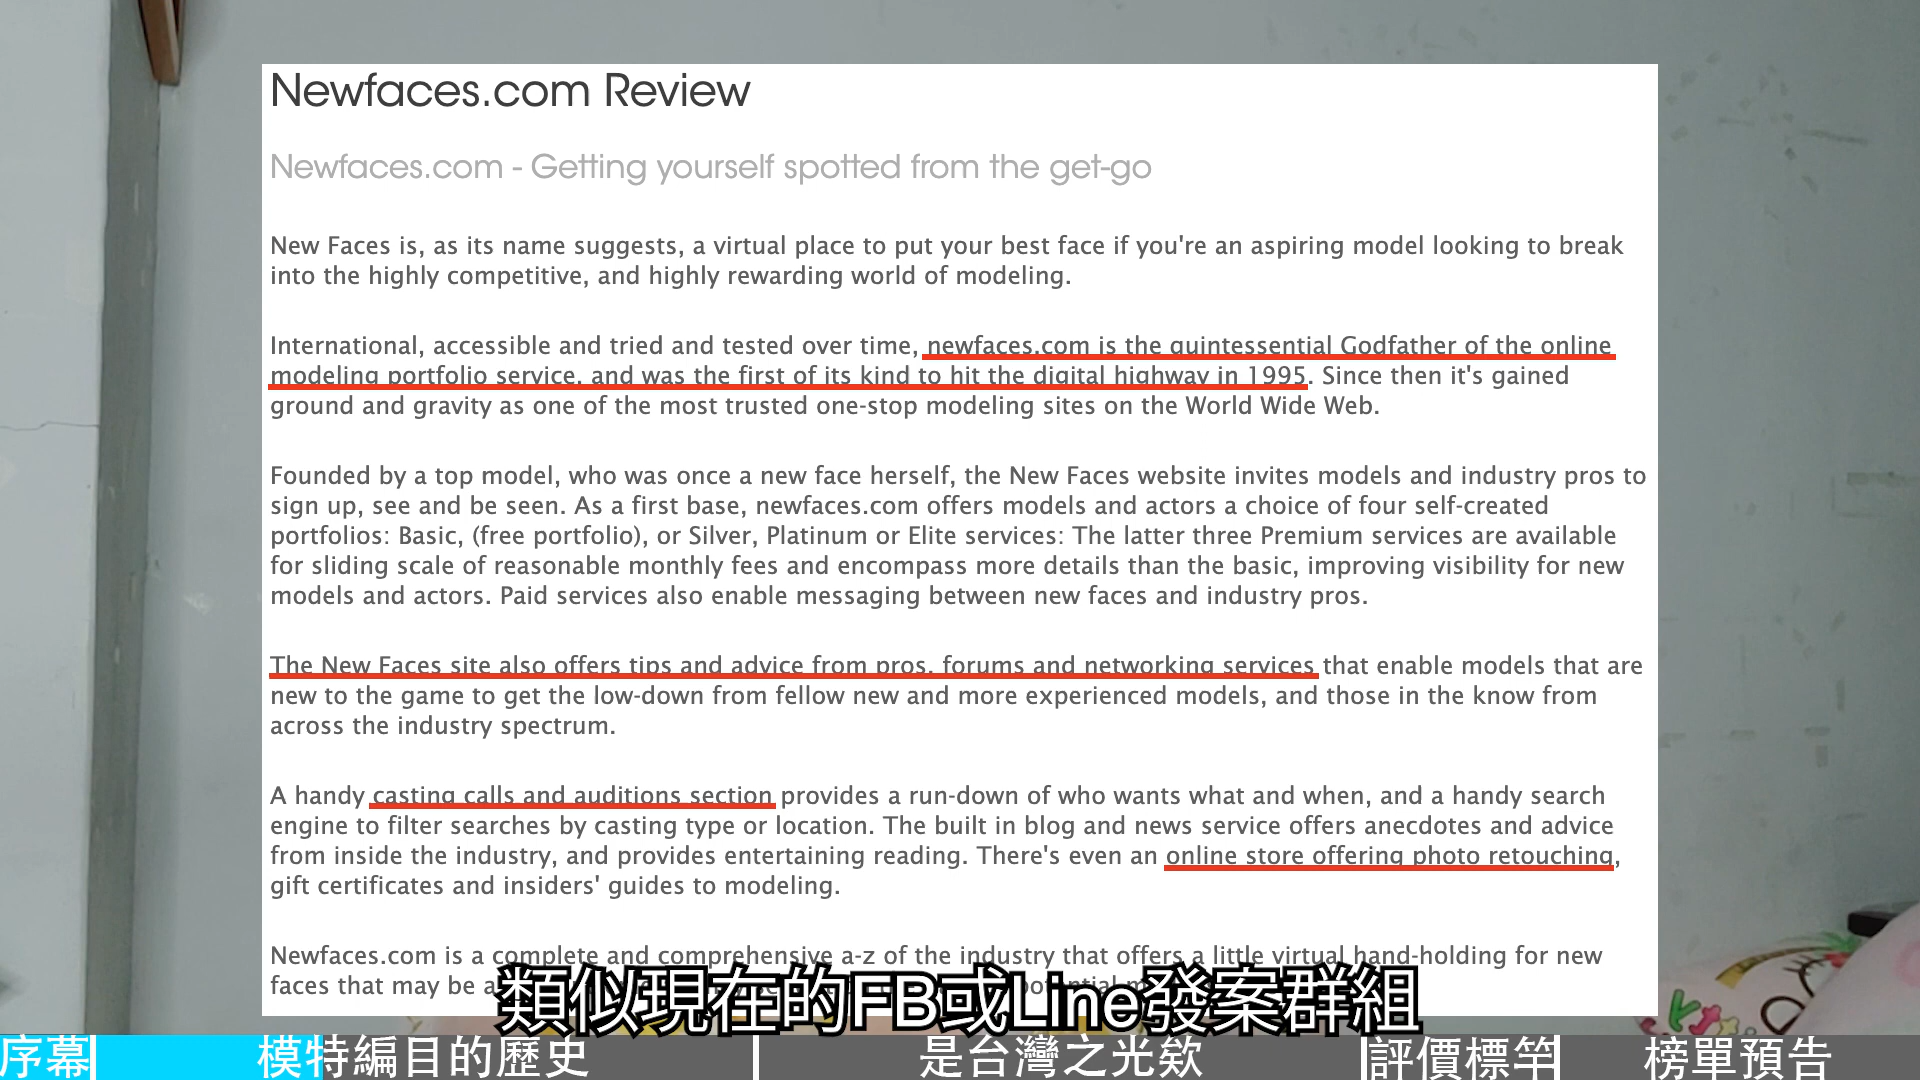 Newfaces.com Review
Newfaces.com - Getting yourself spotted from the get-go
New Faces is, as its name suggests, a virtual place to put your best face if you're an aspiring model looking to break
into the highly competitive, and highly rewarding world of modeling.
International, accessible and tried and tested over time, newfaces.com is the quintessential Godfather of the online
modeling portfolio service, and was the first of its kind to hit the digital highway in 1995. Since then it's gained
ground and gravity as one of the most trusted one-stop modeling sites on the World Wide Web.
Founded by a top model, who was once a new face herself, the New Faces website invites models and industry pros to
sign up, see and be seen. As a first base, newfaces.com offers models and actors a choice of four self-created
portfolios: Basic, (free portfolio), or Silver, Platinum or Elite services: The latter three Premium services are available
for sliding scale of reasonable monthly fees and encompass more details than the basic, improving visibility for new
models and actors. Paid services also enable messaging between new faces and industry pros.
The New Faces site also offers tips and advice from pros, forums and networking services that enable models that are
new to the game to get the low-down from fellow new and more experienced models, and those in the know from
across the industry spectrum.
A handy casting calls and auditions section provides a run-down of who wants what and when, and a handy search
engine to filter searches by casting type or location. The built in blog and news service offers anecdotes and advice
from inside the industry, and provides entertaining reading. There's even an online store offering photo retouching,
gift certificates and insiders' guides to modeling.
Newfaces.com is a complete and comprehensive a-z of the industry that offers a little virtual hand-holding for new
faces that may be a
類似現在的FB或Line發案群組
序幕 模特編目的歷史 是台灣之光欸 評價標竿 榜單預告